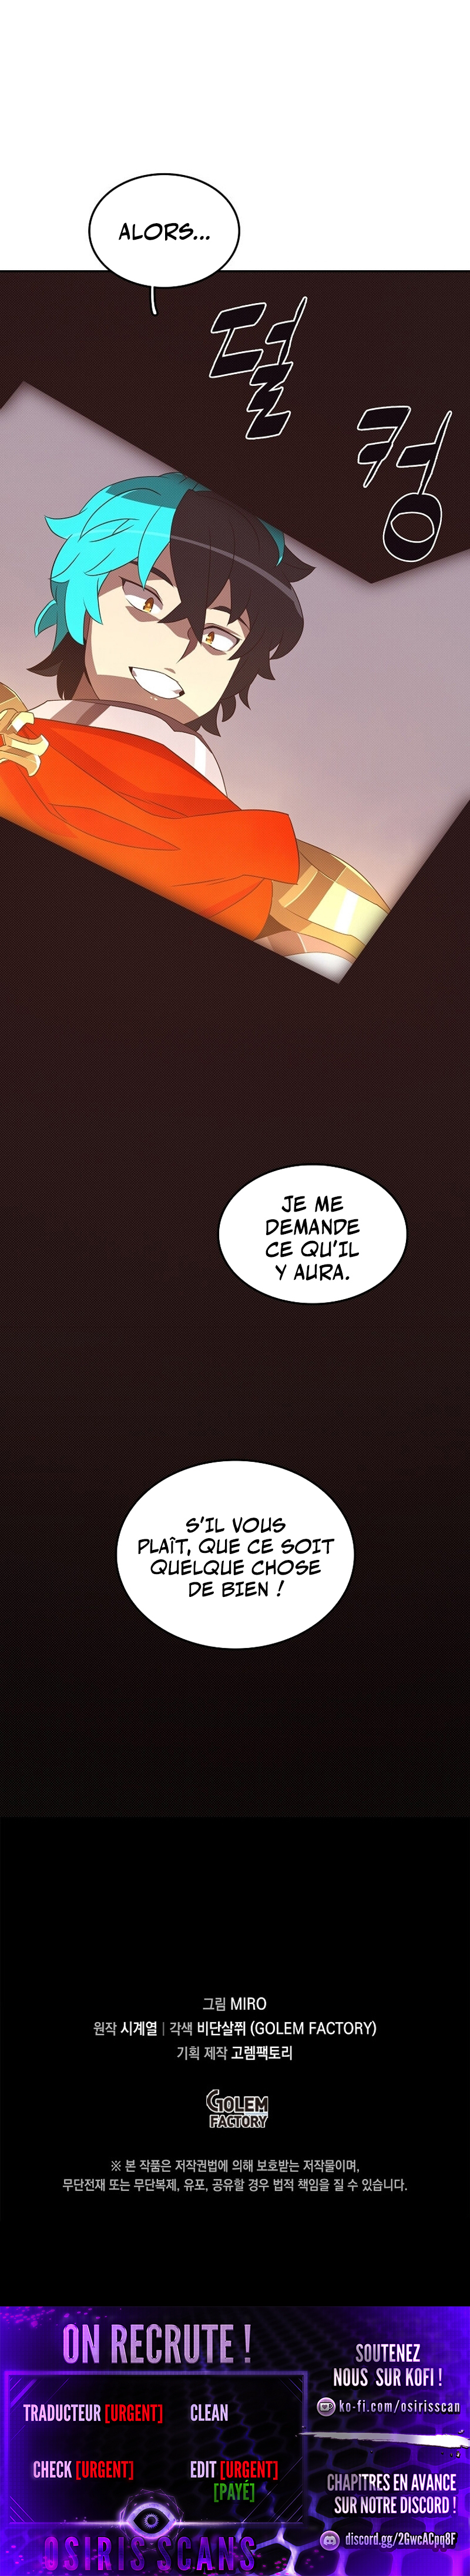 ALORS...
덜
컹
JE ME
DEMANDE
CE QU'IL
Y AURA.
S'IL VOUS
PLAÎT, QUE CE SOIT
QUELQUE CHOSE
DE BIEN !
그림 MIRO
원작 시계열 | 각색 비단살쮜 (GOLEM FACTORY)
기획 제작 고렘팩토리
GOLEM
FACTORY
※ 본 작품은 저작권법에 의해 보호받는 저작물이며,
무단전재 또는 무단복제, 유포, 공유할 경우 법적 책임을 질 수 있습니다.
ON RECRUTE !
TRADUCTEUR [URGENT] CLEAN
CHECK [URGENT] EDIT [URGENT]
[PAYÉ]
OSIRIS SCANS
SOUTENEZ
NOUS SUR KOFI !
ko-fi.com/osirisscan
CHAPITRES EN AVANCE
SUR NOTRE DISCORD !
discord.gg/2GwcACpq8F